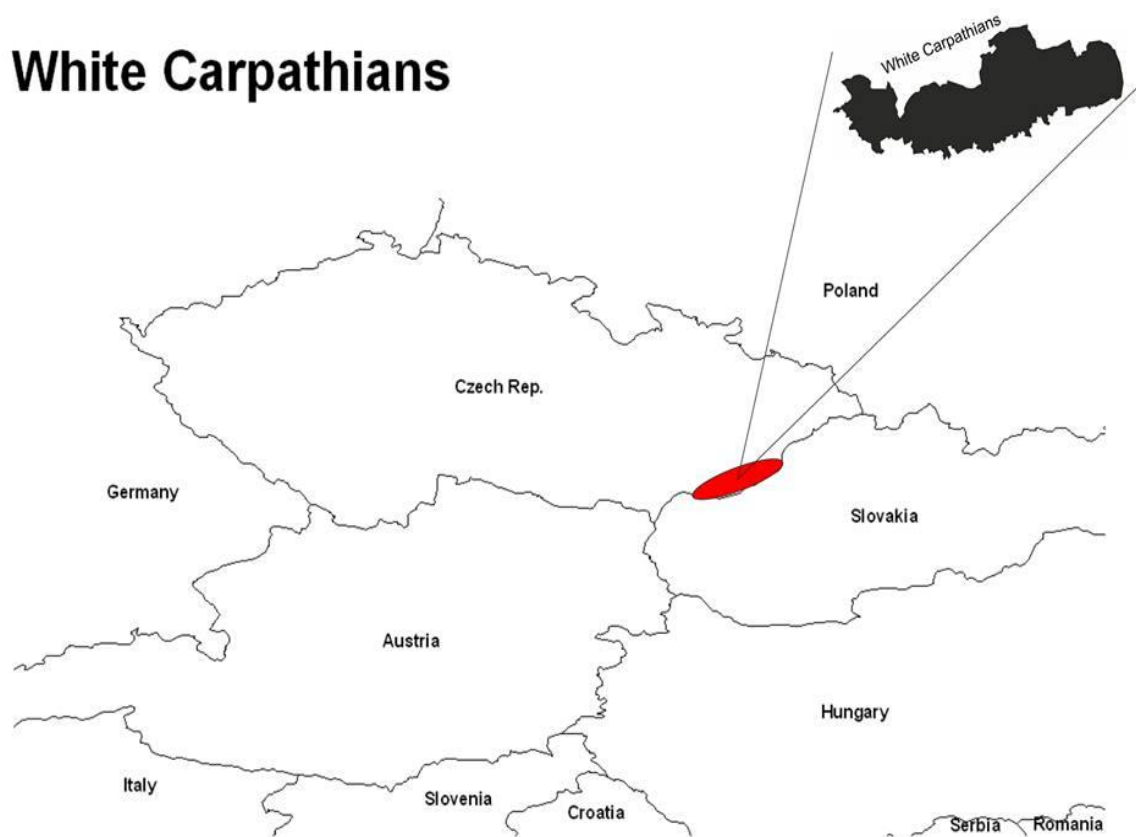 White Carpathians
White Carpathians
Poland
Czech Rep.
Germany
Slovakia
Austria
Hungary
Italy
Slovenia
Croatia
Serbia
Romania